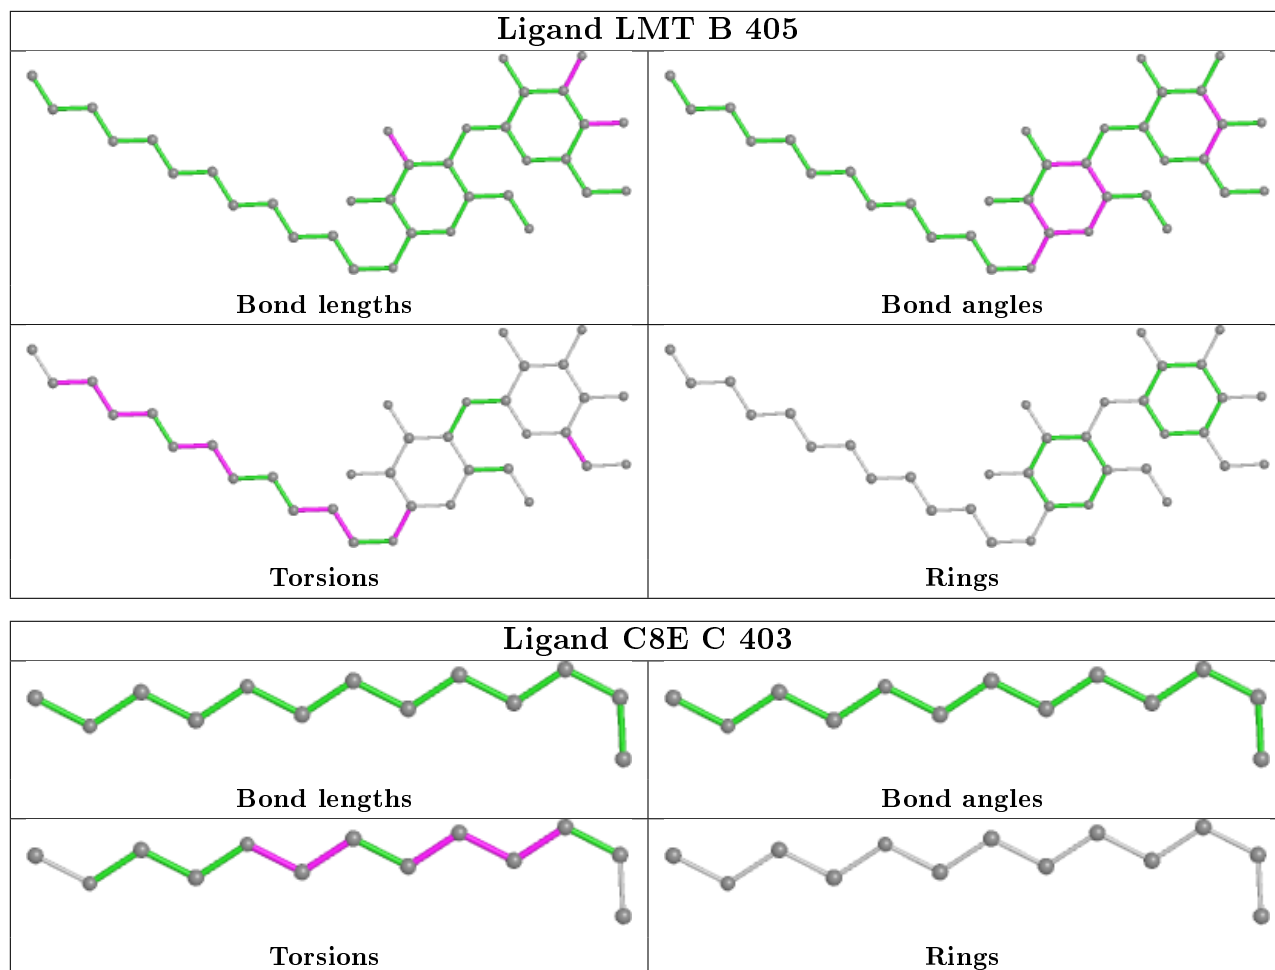 Ligand LMT B 405
Bond lengths
Bond angles
Torsions
Rings
Ligand C8E C 403
Bond lengths
Bond angles
Torsions
Rings